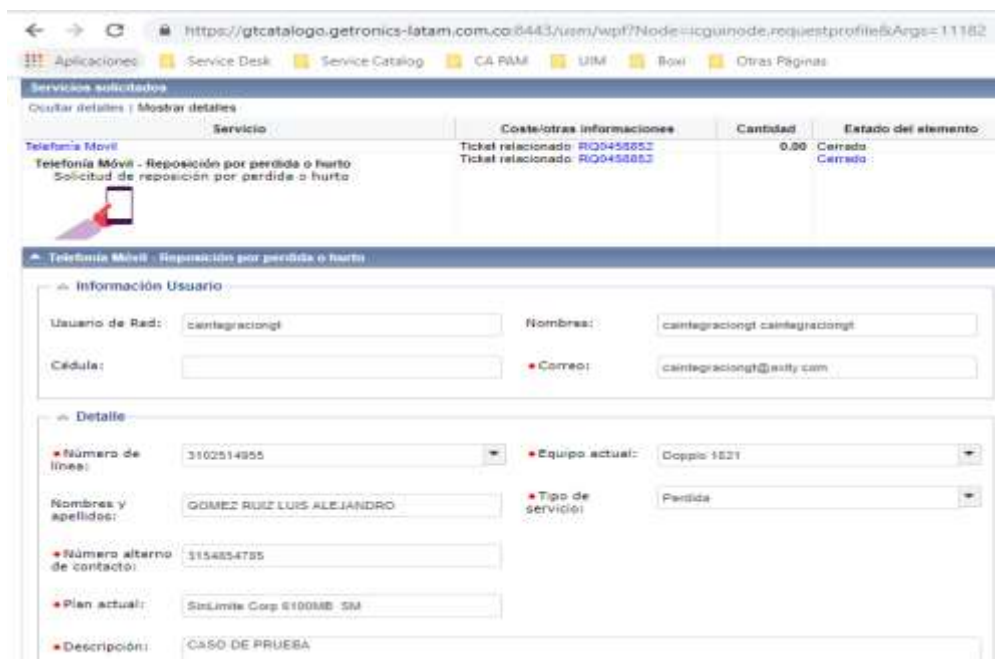 https://gtcatalogo.getronics-latam.com.co:8443/usm/wpf?Node=icguinode.requestprofile&Args=11182
Aplicaciones Service Desk Service Catalog CA PAM UIM Boxi Otras Páginas
Servicios solicitados
Ocultar detalles | Mostrar detalles
Servicio Coste/otras informaciones Cantidad Estado del elemento
Telefonía Movil Ticket relacionado RQ0458852 0.00 Cerrado
Telefonía Móvil - Reposición por perdida o hurto Ticket relacionado RQ0458852 Cerrado
Solicitud de reposición por perdida o hurto
Telefonía Móvil - Reposición por perdida o hurto
Información Usuario
Usuario de Red: caintegraciongt Nombres: caintegraciongt caintegraciongt
Cédula: Correo: caintegraciongt@axity.com
Detalle
Número de línea: 3102514955 Equipo actual: Doppio 1821
Nombres y apellidos: GOMEZ RUIZ LUIS ALEJANDRO Tipo de servicio: Perdida
Número alterno de contacto: 3154854785
Plan actual: SinLimite Corp 6100MB SM
Descripción: CASO DE PRUEBA